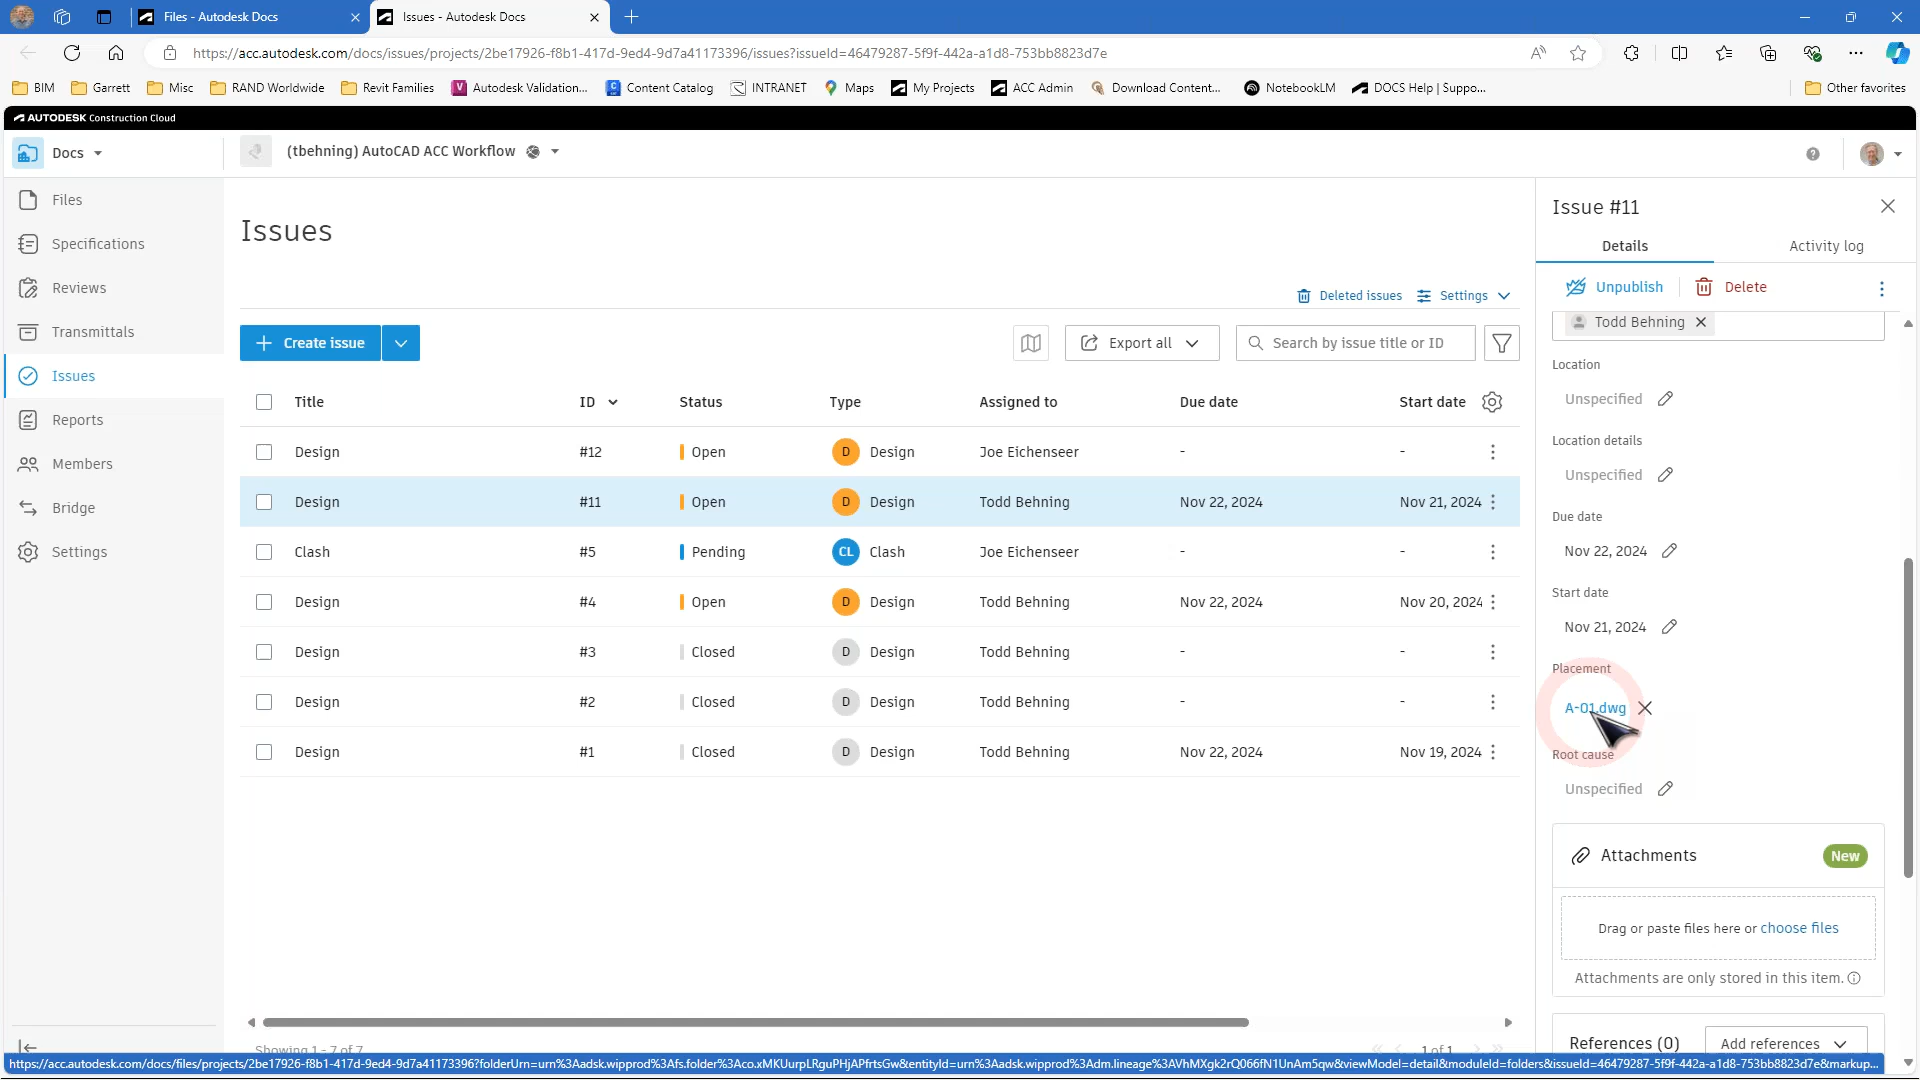 Files - Autodesk Docs
Issues - Autodesk Docs
https://acc.autodesk.com/docs/issues/projects/2be17926-f8b1-417d-9ed4-9d7a41173396/issues?issueId=46479287-5f9f-442a-a1d8-753bb8823d7e
BIM
Garrett
Misc
RAND Worldwide
Revit Families
Autodesk Validation...
Content Catalog
INTRANET
Maps
My Projects
ACC Admin
Download Content...
NotebookLM
DOCS Help | Suppo...
Other favorites
AUTODESK Construction Cloud
Docs
(tbehning) AutoCAD ACC Workflow
Files
Specifications
Reviews
Transmittals
Issues
Reports
Members
Bridge
Settings
Issues
Deleted issues
Settings
Create issue
Export all
Search by issue title or ID
Title ID Status Type Assigned to Due date Start date
Design #12 Open D Design Joe Eichenseer - -
Design #11 Open D Design Todd Behning Nov 22, 2024 Nov 21, 2024
Clash #5 Pending CL Clash Joe Eichenseer - -
Design #4 Open D Design Todd Behning Nov 22, 2024 Nov 20, 2024
Design #3 Closed D Design Todd Behning - -
Design #2 Closed D Design Todd Behning - -
Design #1 Closed D Design Todd Behning Nov 22, 2024 Nov 19, 2024
Showing 1 - 7 of 7
1 of 1
Issue #11
Details
Activity log
Unpublish
Delete
Todd Behning
Location
Unspecified
Location details
Unspecified
Due date
Nov 22, 2024
Start date
Nov 21, 2024
Placement
A-01.dwg
Root cause
Unspecified
Attachments
New
Drag or paste files here or choose files
Attachments are only stored in this item.
References (0)
Add references
https://acc.autodesk.com/docs/files/projects/2be17926-f8b1-417d-9ed4-9d7a41173396?folderUrn=urn%3Aadsk.wipprod%3Afs.folder%3Aco.xMKUurpLRguPHjAPfrtsGw&entityId=urn%3Aadsk.wipprod%3Adm.lineage%3AVhMXgk2rQ066fN1UnAm5qw&viewModel=detail&moduleId=folders&issueId=46479287-5f9f-442a-a1d8-753bb8823d7e&markup...